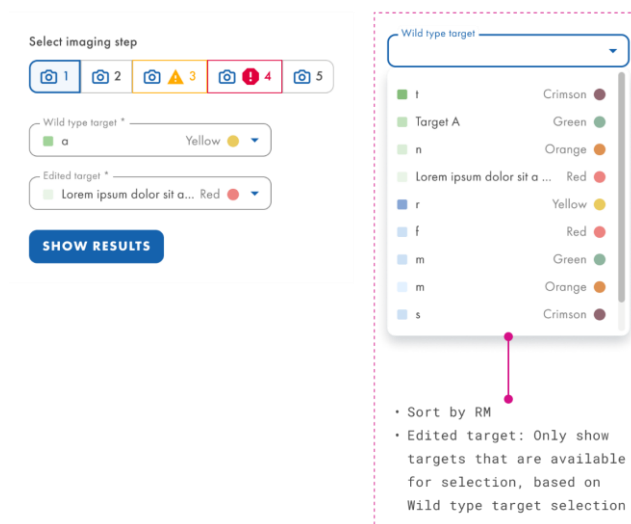 Select imaging step
1 2 3 4 5
Wild type target *
a Yellow
Edited target *
Lorem ipsum dolor sit a... Red
SHOW RESULTS
Wild type target
t Crimson
Target A Green
n Orange
Lorem ipsum dolor sit a ... Red
r Yellow
f Red
m Green
m Orange
s Crimson
• Sort by RM
• Edited target: Only show
targets that are available
for selection, based on
Wild type target selection